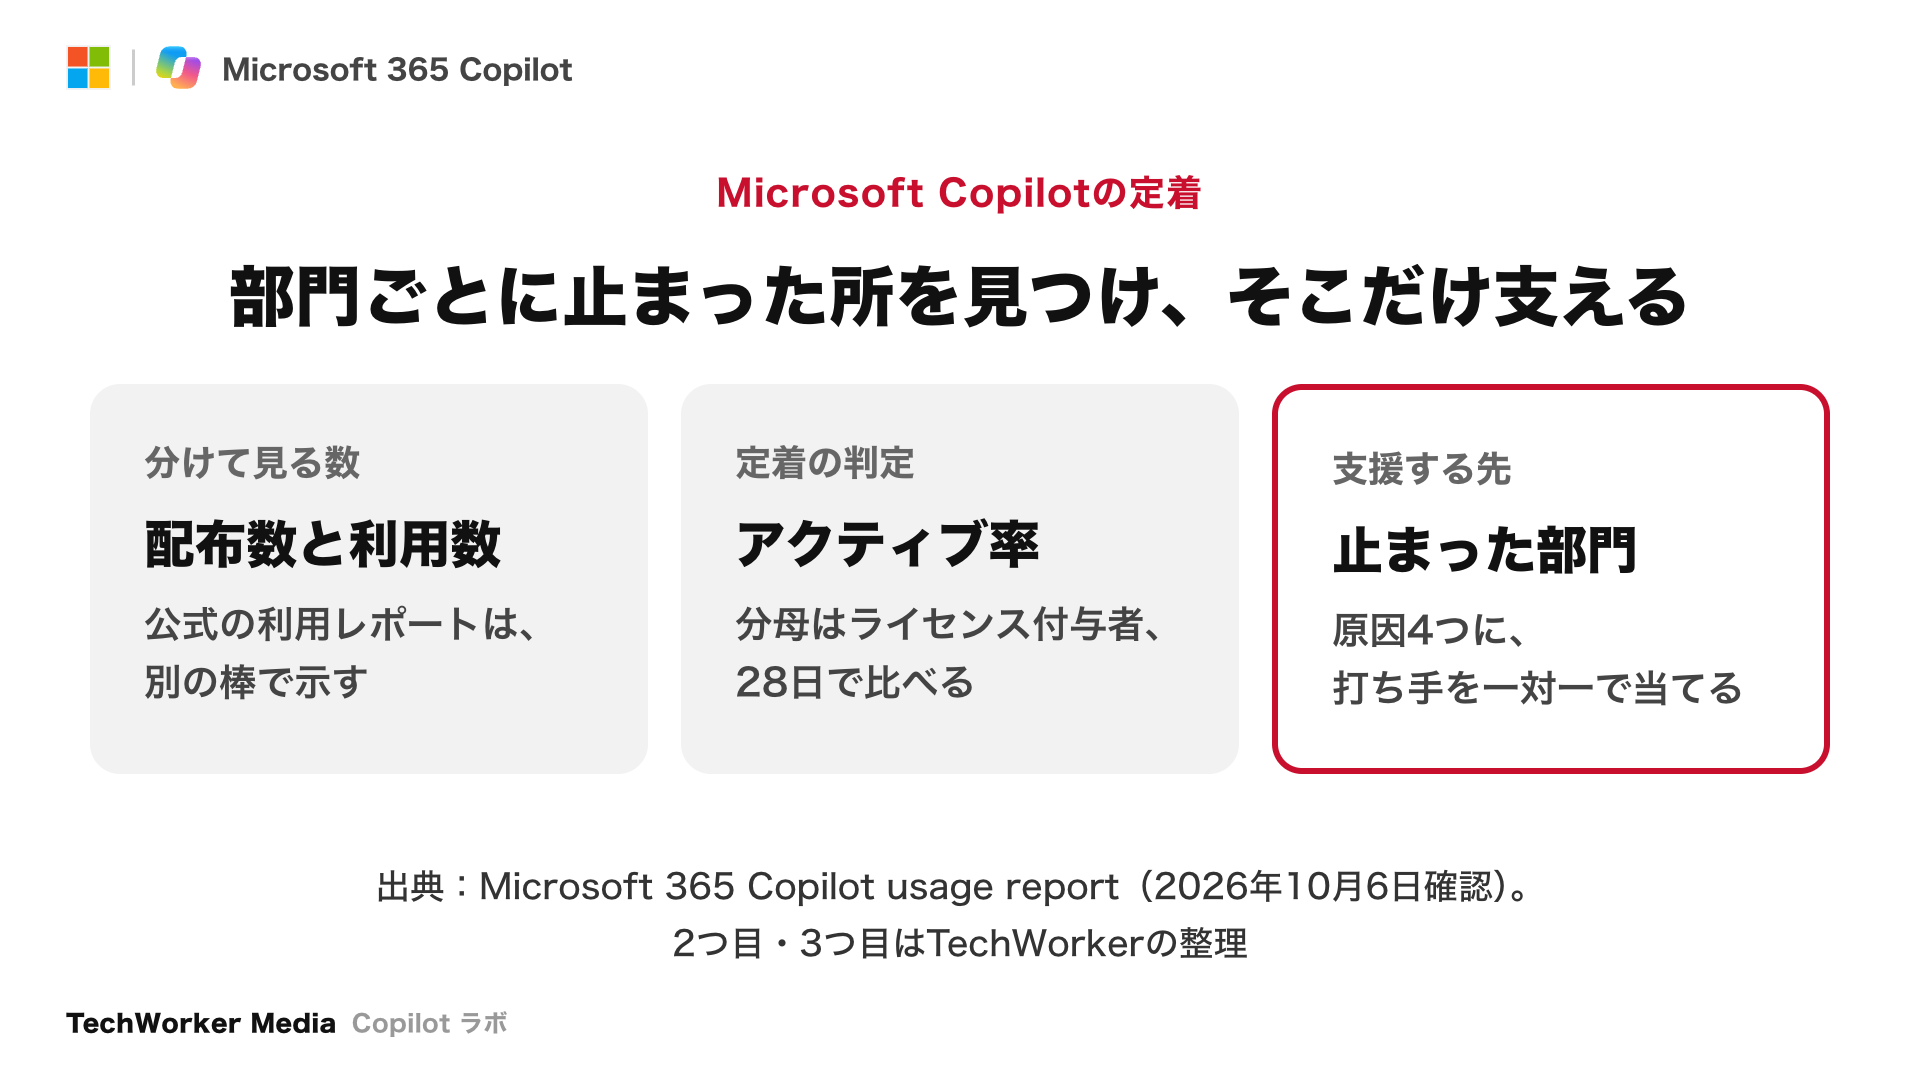 Microsoft 365 Copilot
Microsoft Copilotの定着
部門ごとに止まった所を見つけ、そこだけ支える
分けて見る数
配布数と利用数
公式の利用レポートは、
別の棒で示す
定着の判定
アクティブ率
分母はライセンス付与者、
28日で比べる
支援する先
止まった部門
原因4つに、
打ち手を一対一で当てる
出典：Microsoft 365 Copilot usage report（2026年10月6日確認）。
2つ目・3つ目はTechWorkerの整理
TechWorker Media Copilot ラボ